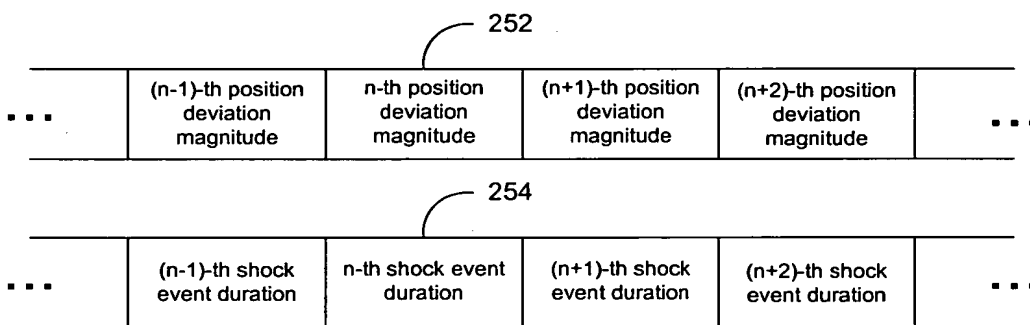 252
(n-1)-th position deviation magnitude
n-th position deviation magnitude
(n+1)-th position deviation magnitude
(n+2)-th position deviation magnitude
...
...
254
(n-1)-th shock event duration
n-th shock event duration
(n+1)-th shock event duration
(n+2)-th shock event duration
...
...